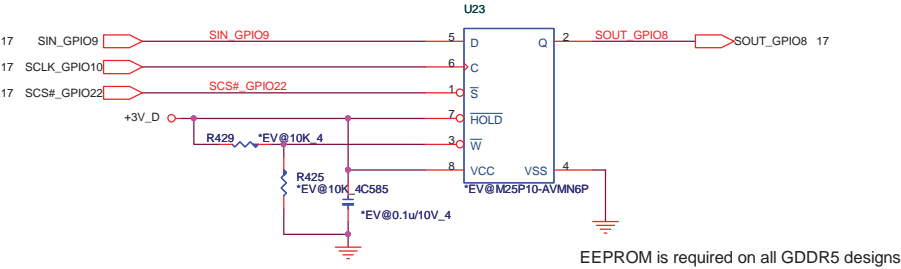 U23
17 SIN_GPIO9 SIN_GPIO9 5 D Q 2 SOUT_GPIO8 SOUT_GPIO8 17
17 SCLK_GPIO10 6 C
17 SCS#_GPIO22 SCS#_GPIO22 1 S
+3V_D 7 HOLD
R429 *EV@10K_4 3 W
8 VCC VSS 4
R425
*EV@10K_4 C585 *EV@M25P10-AVMN6P
*EV@0.1u/10V_4
EEPROM is required on all GDDR5 designs